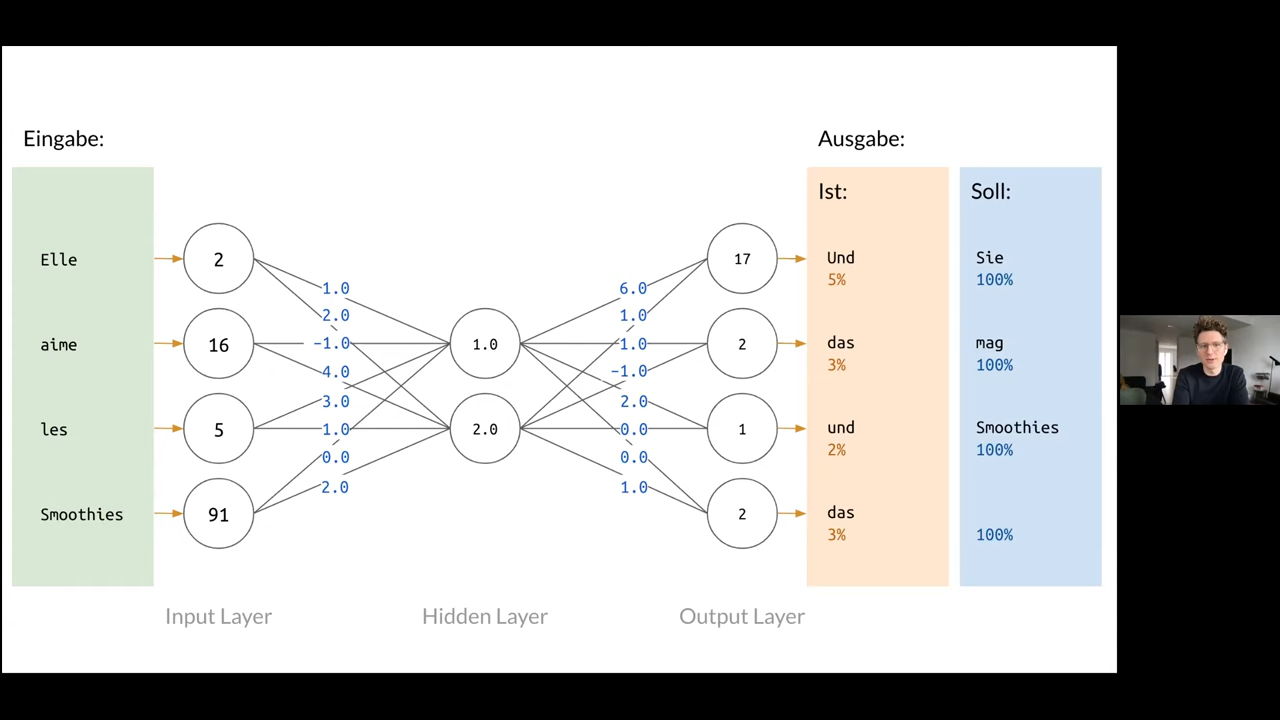 Eingabe:
Ausgabe:
Ist:
Soll:
Elle
2
1.0
2.0
-1.0
4.0
3.0
1.0
0.0
2.0
aime
16
les
5
Smoothies
91
1.0
2.0
6.0
1.0
1.0
-1.0
2.0
0.0
0.0
1.0
17
2
1
2
Und
5%
das
3%
und
2%
das
3%
Sie
100%
mag
100%
Smoothies
100%
100%
Input Layer
Hidden Layer
Output Layer